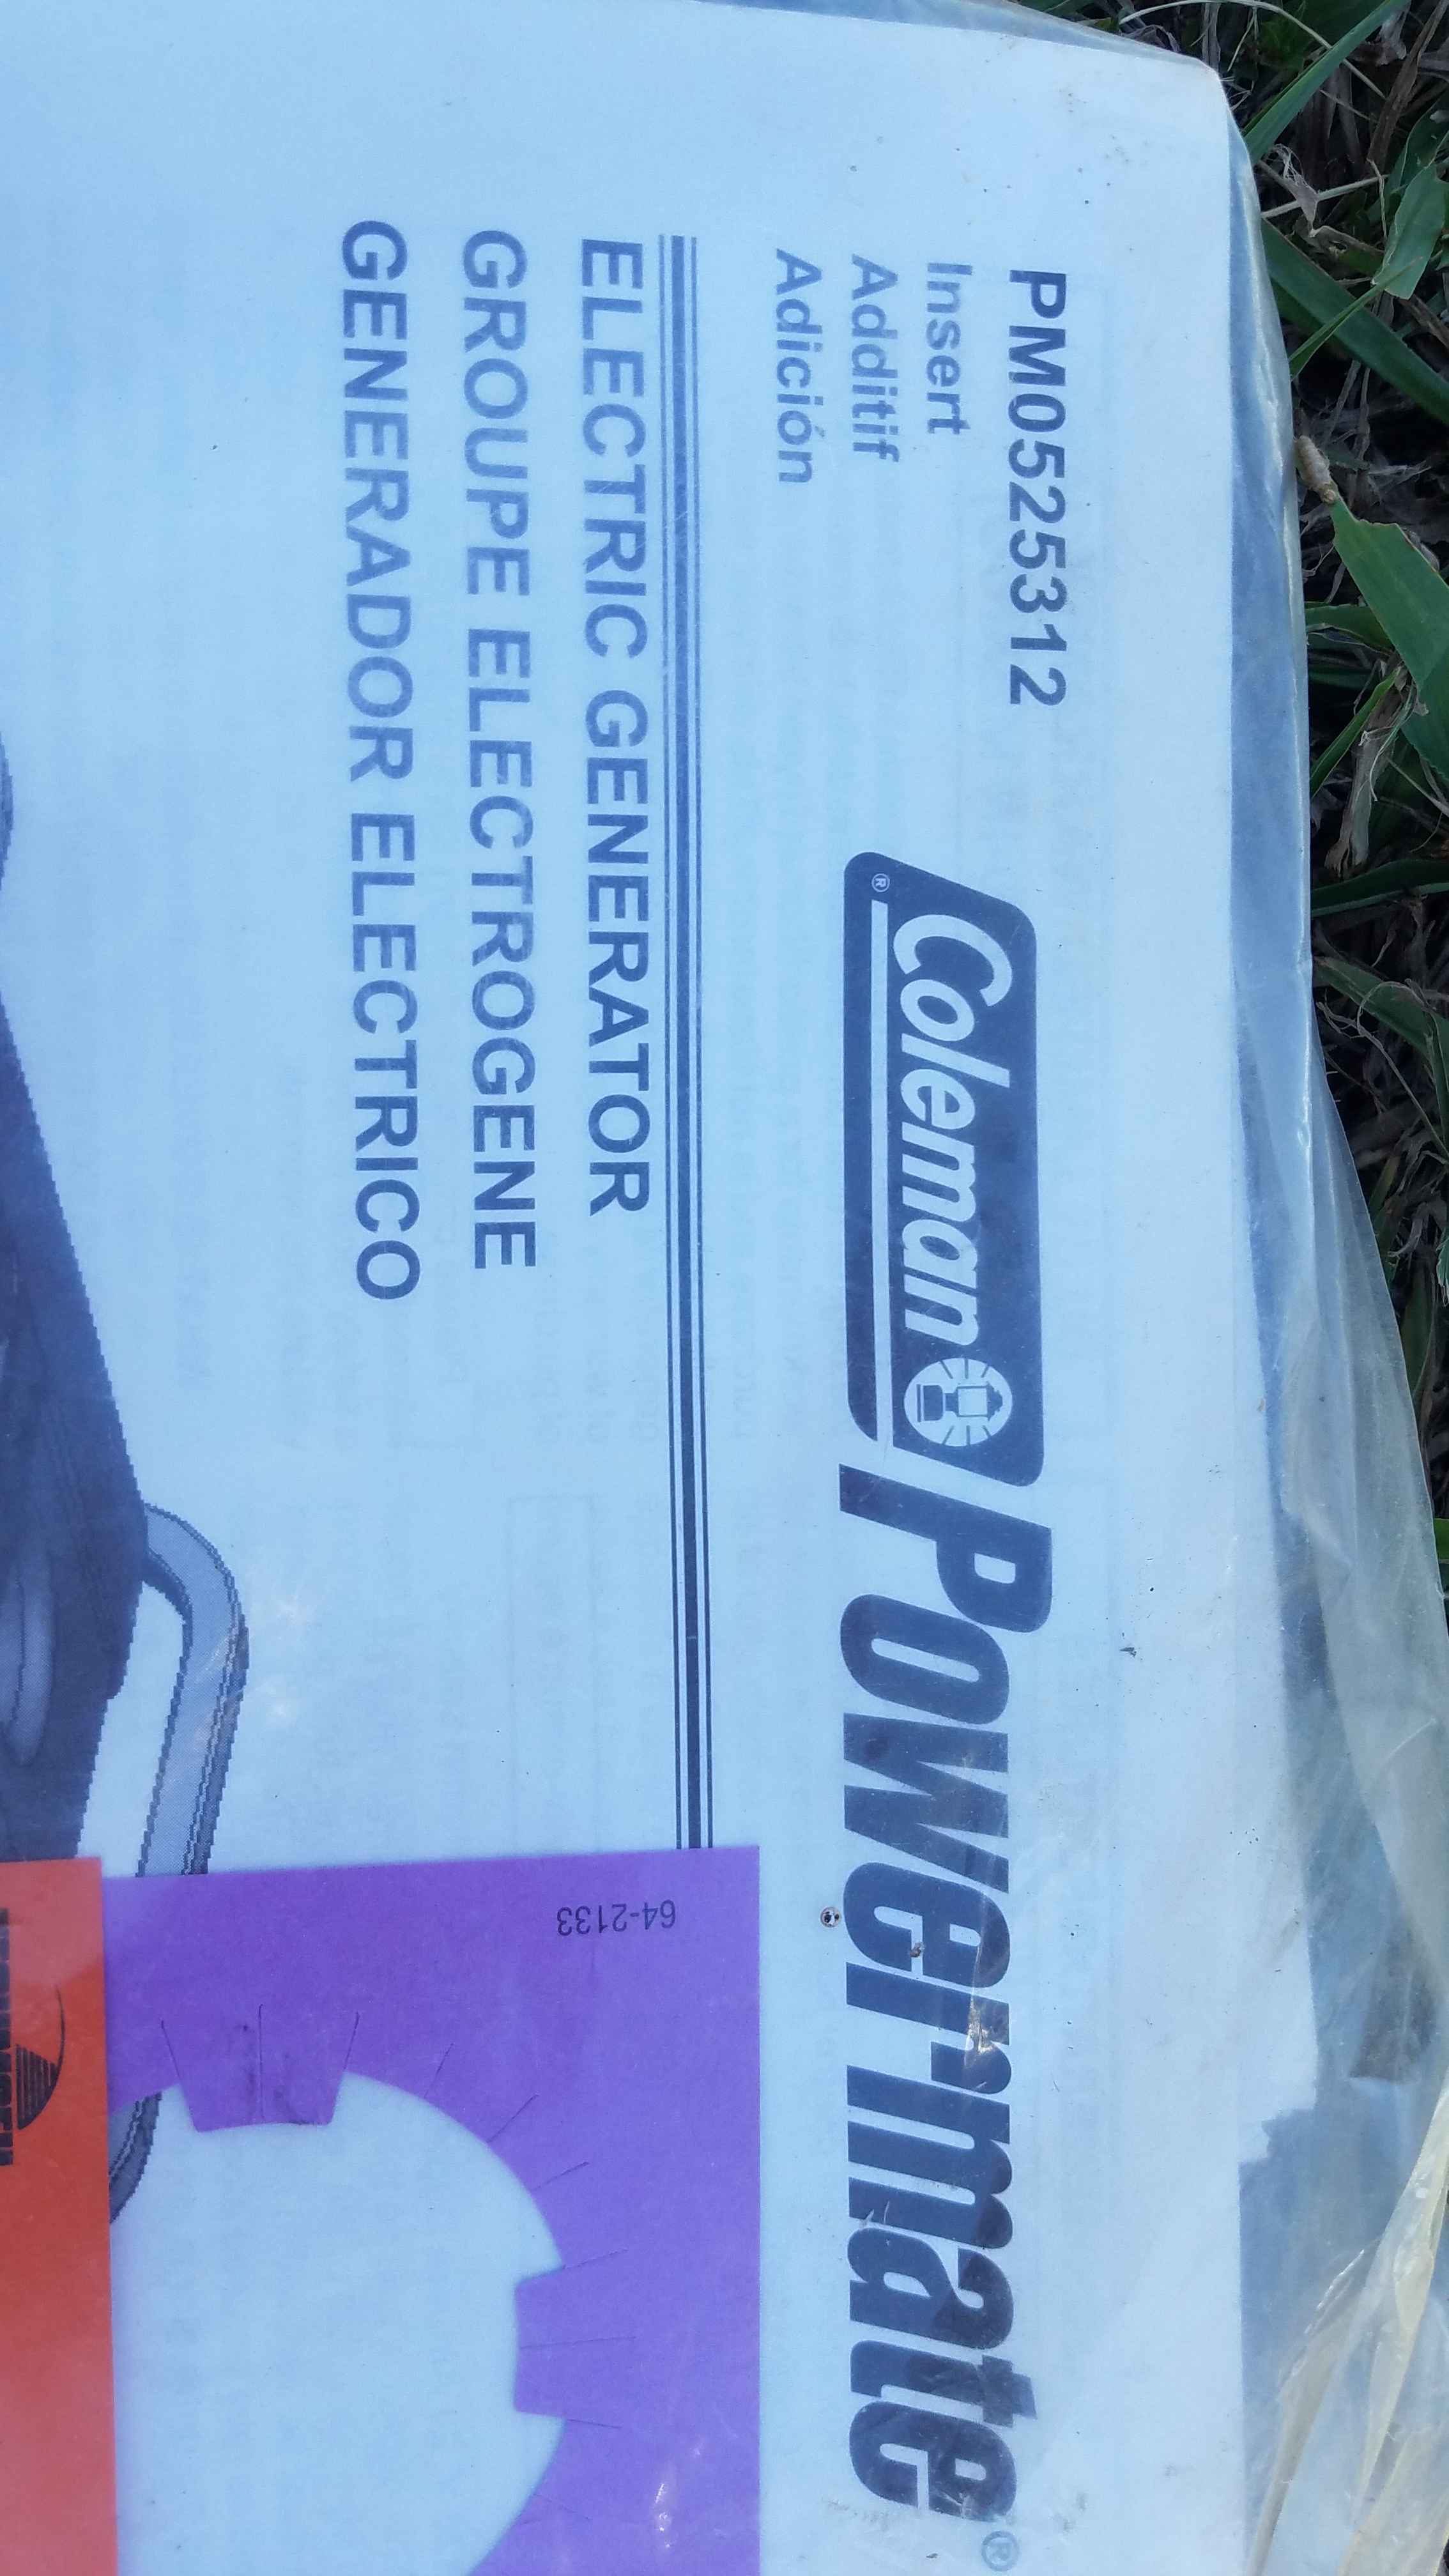 PM0525312
Insert
Additif
Adición
Coleman® Powermate®
ELECTRIC GENERATOR
GROUPE ELECTROGENE
GENERADOR ELECTRICO
64-2133